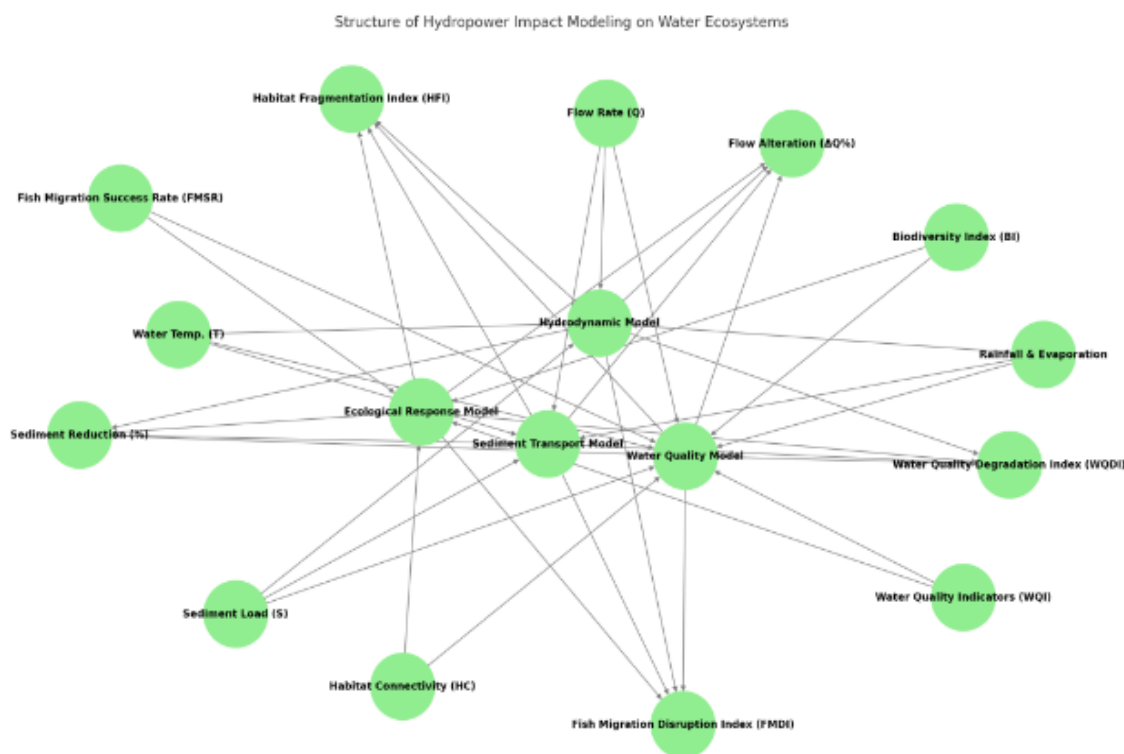 Structure of Hydropower Impact Modeling on Water Ecosystems
Habitat Fragmentation Index (HFI)
Flow Rate (Q)
Flow Alteration (ΔQ%)
Fish Migration Success Rate (FMSR)
Biodiversity Index (BI)
Hydrodynamic Model
Water Temp. (T)
Rainfall & Evaporation
Ecological Response Model
Sediment Reduction (%)
Sediment Transport Model
Water Quality Model
Water Quality Degradation Index (WQDI)
Water Quality Indicators (WQI)
Sediment Load (S)
Habitat Connectivity (HC)
Fish Migration Disruption Index (FMDI)